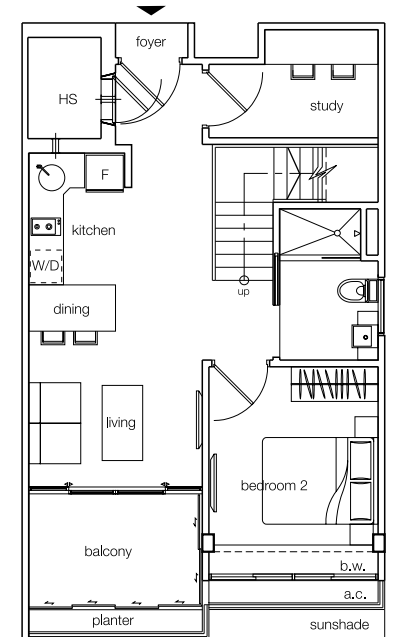 foyer
HS
study
F
kitchen
W/D
up
dining
living
bedroom 2
balcony
b.w.
a.c.
planter
sunshade